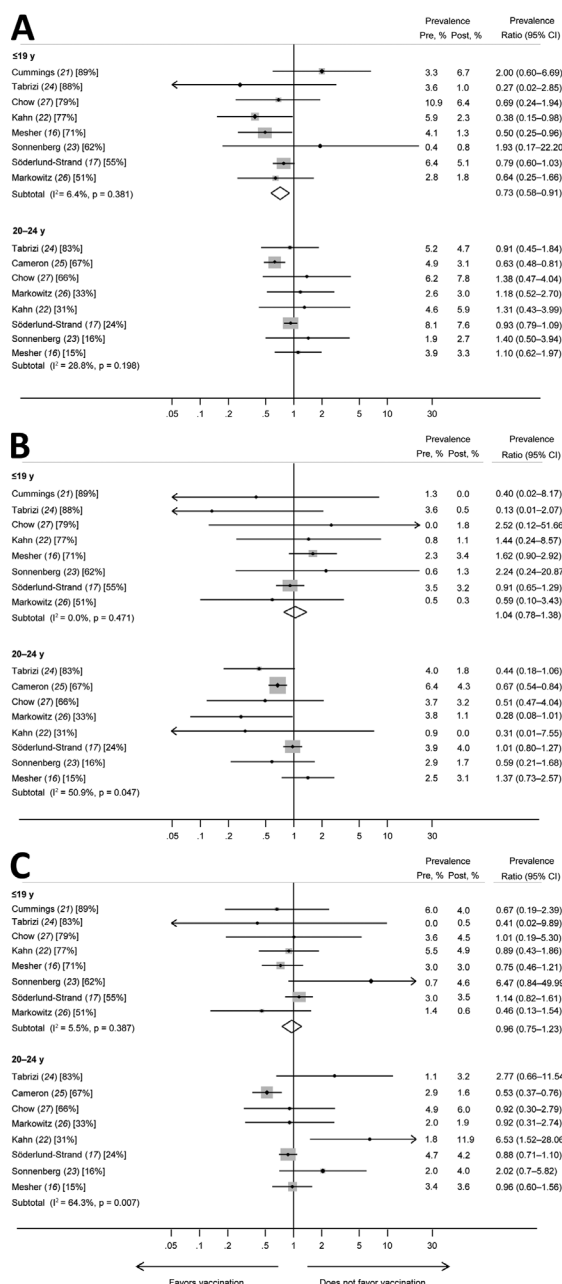 A
Prevalence Prevalence
Pre, % Post, % Ratio (95% CI)
≤19 y
Cummings (21) [89%] 3.3 6.7 2.00 (0.60–6.69)
Tabrizi (24) [88%] 3.6 1.0 0.27 (0.02–2.85)
Chow (27) [79%] 10.9 6.4 0.69 (0.24–1.94)
Kahn (22) [77%] 5.9 2.3 0.38 (0.15–0.98)
Mesher (16) [71%] 4.1 1.3 0.50 (0.25–0.96)
Sonnenberg (23) [62%] 0.4 0.8 1.93 (0.17–22.20)
Söderlund-Strand (17) [55%] 6.4 5.1 0.79 (0.60–1.03)
Markowitz (26) [51%] 2.8 1.8 0.64 (0.25–1.66)
Subtotal (I²= 6.4%, p = 0.381) 0.73 (0.58–0.91)
20–24 y
Tabrizi (24) [83%] 5.2 4.7 0.91 (0.45–1.84)
Cameron (25) [67%] 4.9 3.1 0.63 (0.48–0.81)
Chow (27) [66%] 6.2 7.8 1.38 (0.47–4.04)
Markowitz (26) [33%] 2.6 3.0 1.18 (0.52–2.70)
Kahn (22) [31%] 4.6 5.9 1.31 (0.43–3.99)
Söderlund-Strand (17) [24%] 8.1 7.6 0.93 (0.79–1.09)
Sonnenberg (23) [16%] 1.9 2.7 1.40 (0.50–3.94)
Mesher (16) [15%] 3.9 3.3 1.10 (0.62–1.97)
Subtotal (I² = 28.8%, p = 0.198)
.05 .1 .2 .5 1 2 5 10 30
B
Prevalence Prevalence
Pre, % Post, % Ratio (95% CI)
≤19 y
Cummings (21) [89%] 1.3 0.0 0.40 (0.02–8.17)
Tabrizi (24) [88%] 3.6 0.5 0.13 (0.01–2.07)
Chow (27) [79%] 0.0 1.8 2.52 (0.12–51.66)
Kahn (22) [77%] 0.8 1.1 1.44 (0.24–8.57)
Mesher (16) [71%] 2.3 3.4 1.62 (0.90–2.92)
Sonnenberg (23) [62%] 0.6 1.3 2.24 (0.24–20.87)
Söderlund-Strand (17) [55%] 3.5 3.2 0.91 (0.65–1.29)
Markowitz (26) [51%] 0.5 0.3 0.59 (0.10–3.43)
Subtotal (I² = 0.0%, p = 0.471) 1.04 (0.78–1.38)
20–24 y
Tabrizi (24) [83%] 4.0 1.8 0.44 (0.18–1.06)
Cameron (25) [67%] 6.4 4.3 0.67 (0.54–0.84)
Chow (27) [66%] 3.7 3.2 0.51 (0.47–4.04)
Markowitz (26) [33%] 3.8 1.1 0.28 (0.08–1.01)
Kahn (22) [31%] 0.9 0.0 0.31 (0.01–7.55)
Söderlund-Strand (17) [24%] 3.9 4.0 1.01 (0.80–1.27)
Sonnenberg (23) [16%] 2.9 1.7 0.59 (0.21–1.68)
Mesher (16) [15%] 2.5 3.1 1.37 (0.73–2.57)
Subtotal (I² = 50.9%, p = 0.047)
.05 .1 .2 .5 1 2 5 10 30
C
Prevalence Prevalence
Pre, % Post, % Ratio (95% CI)
≤19 y
Cummings (21) [89%] 6.0 4.0 0.67 (0.19–2.39)
Tabrizi (24) [83%] 0.0 0.5 0.41 (0.02–9.89)
Chow (27) [79%] 3.6 4.5 1.01 (0.19–5.30)
Kahn (22) [77%] 5.5 4.9 0.89 (0.43–1.86)
Mesher (16) [71%] 3.0 3.0 0.75 (0.46–1.21)
Sonnenberg (23) [62%] 0.7 4.6 6.47 (0.84–49.99)
Söderlund-Strand (17) [55%] 3.0 3.5 1.14 (0.82–1.61)
Markowitz (26) [51%] 1.4 0.6 0.46 (0.13–1.54)
Subtotal (I² = 5.5%, p = 0.387) 0.96 (0.75–1.23)
20–24 y
Tabrizi (24) [83%] 1.1 3.2 2.77 (0.66–11.54)
Cameron (25) [67%] 2.9 1.6 0.53 (0.37–0.76)
Chow (27) [66%] 4.9 6.0 0.92 (0.30–2.79)
Markowitz (26) [33%] 2.0 1.9 0.92 (0.31–2.74)
Kahn (22) [31%] 1.8 11.9 6.53 (1.52–28.06)
Söderlund-Strand (17) [24%] 4.7 4.2 0.88 (0.71–1.10)
Sonnenberg (23) [16%] 2.0 4.0 2.02 (0.7–5.82)
Mesher (16) [15%] 3.4 3.6 0.96 (0.60–1.56)
Subtotal (I² = 64.3%, p = 0.007)
.05 .1 .2 .5 1 2 5 10 30
Favors vaccination Does not favor vaccination